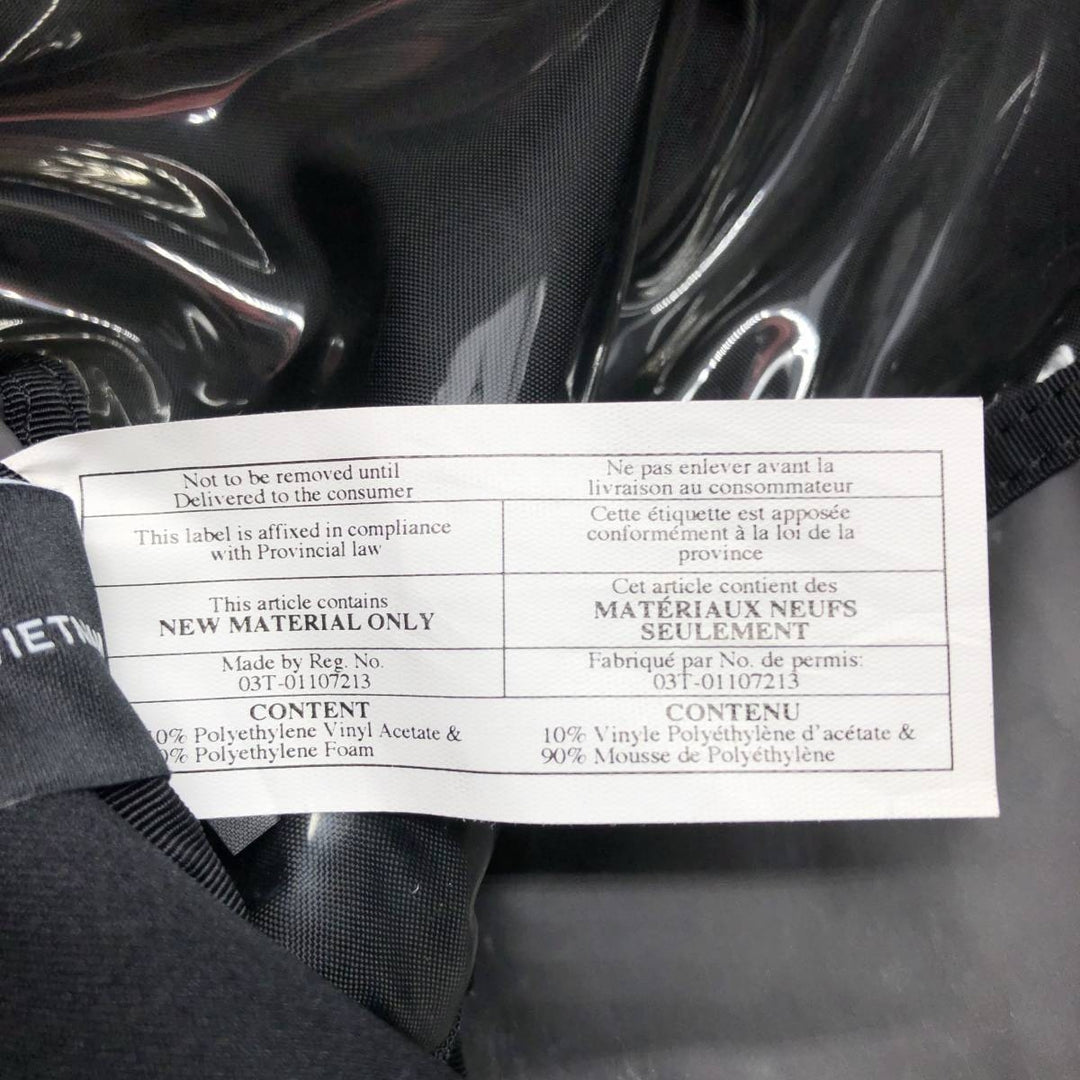 Not to be removed until
Delivered to the consumer
This label is affixed in compliance
with Provincial law
This article contains
NEW MATERIAL ONLY
Made by Reg. No.
03T-01107213
CONTENT
0% Polyethylene Vinyl Acetate &
% Polyethylene Foam
Ne pas enlever avant la
livraison au consommateur
Cette étiquette est apposée
conformément à la loi de la
province
Cet article contient des
MATÉRIAUX NEUFS
SEULEMENT
Fabriqué par No. de permis:
03T-01107213
CONTENU
10% Vinyle Polyéthylène d'acétate &
90% Mousse de Polyéthylène
VIETNA